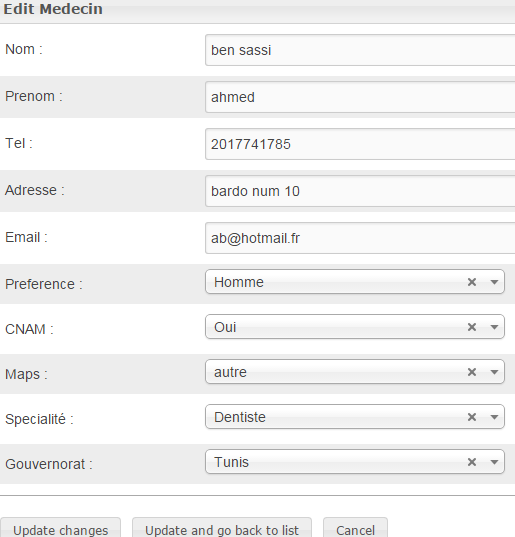 Edit Medecin
Nom : ben sassi
Prenom : ahmed
Tel : 2017741785
Adresse : bardo num 10
Email : ab@hotmail.fr
Preference : Homme
CNAM : Oui
Maps : autre
Specialité : Dentiste
Gouvernorat : Tunis
Update changes Update and go back to list Cancel